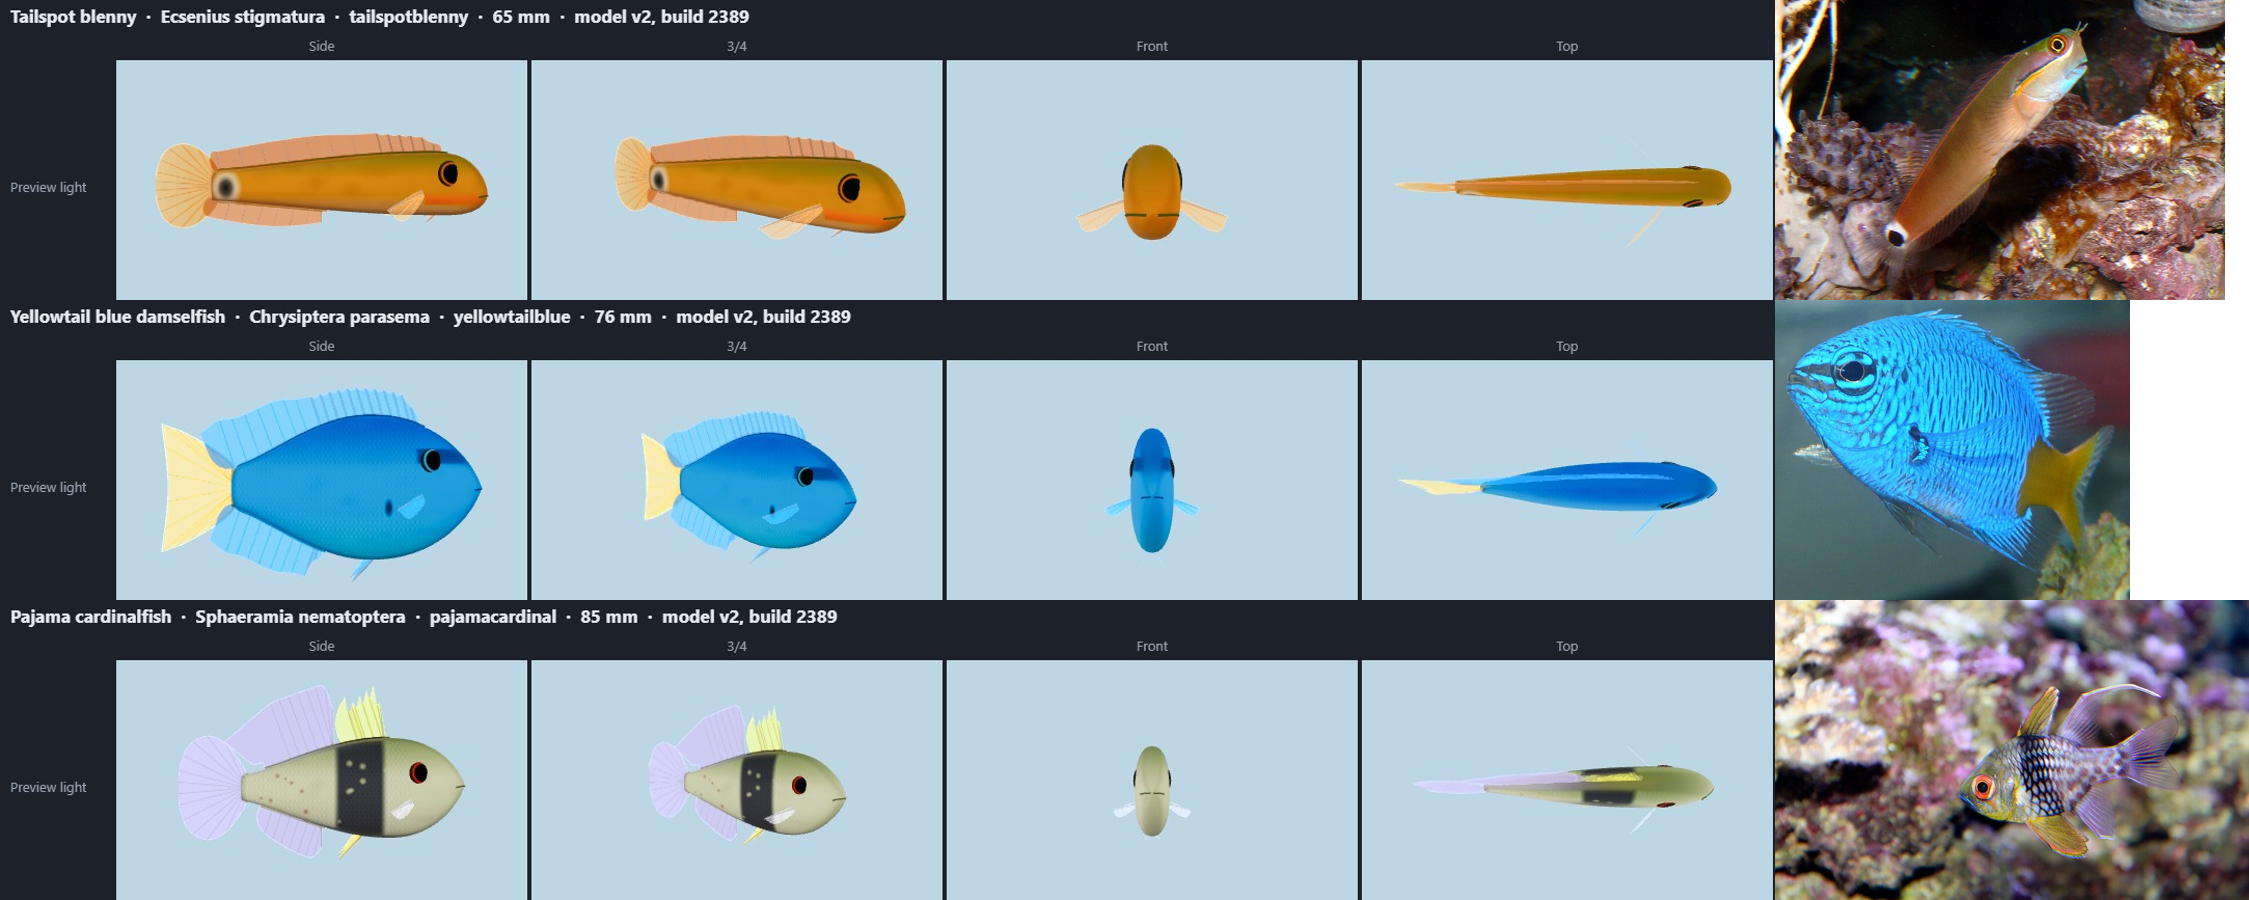 Tailspot blenny · Ecsenius stigmatura · tailspotblenny · 65 mm · model v2, build 2389
Side 3/4 Front Top
Preview light
Yellowtail blue damselfish · Chrysiptera parasema · yellowtailblue · 76 mm · model v2, build 2389
Side 3/4 Front Top
Preview light
Pajama cardinalfish · Sphaeramia nematoptera · pajamacardinal · 85 mm · model v2, build 2389
Side 3/4 Front Top
Preview light